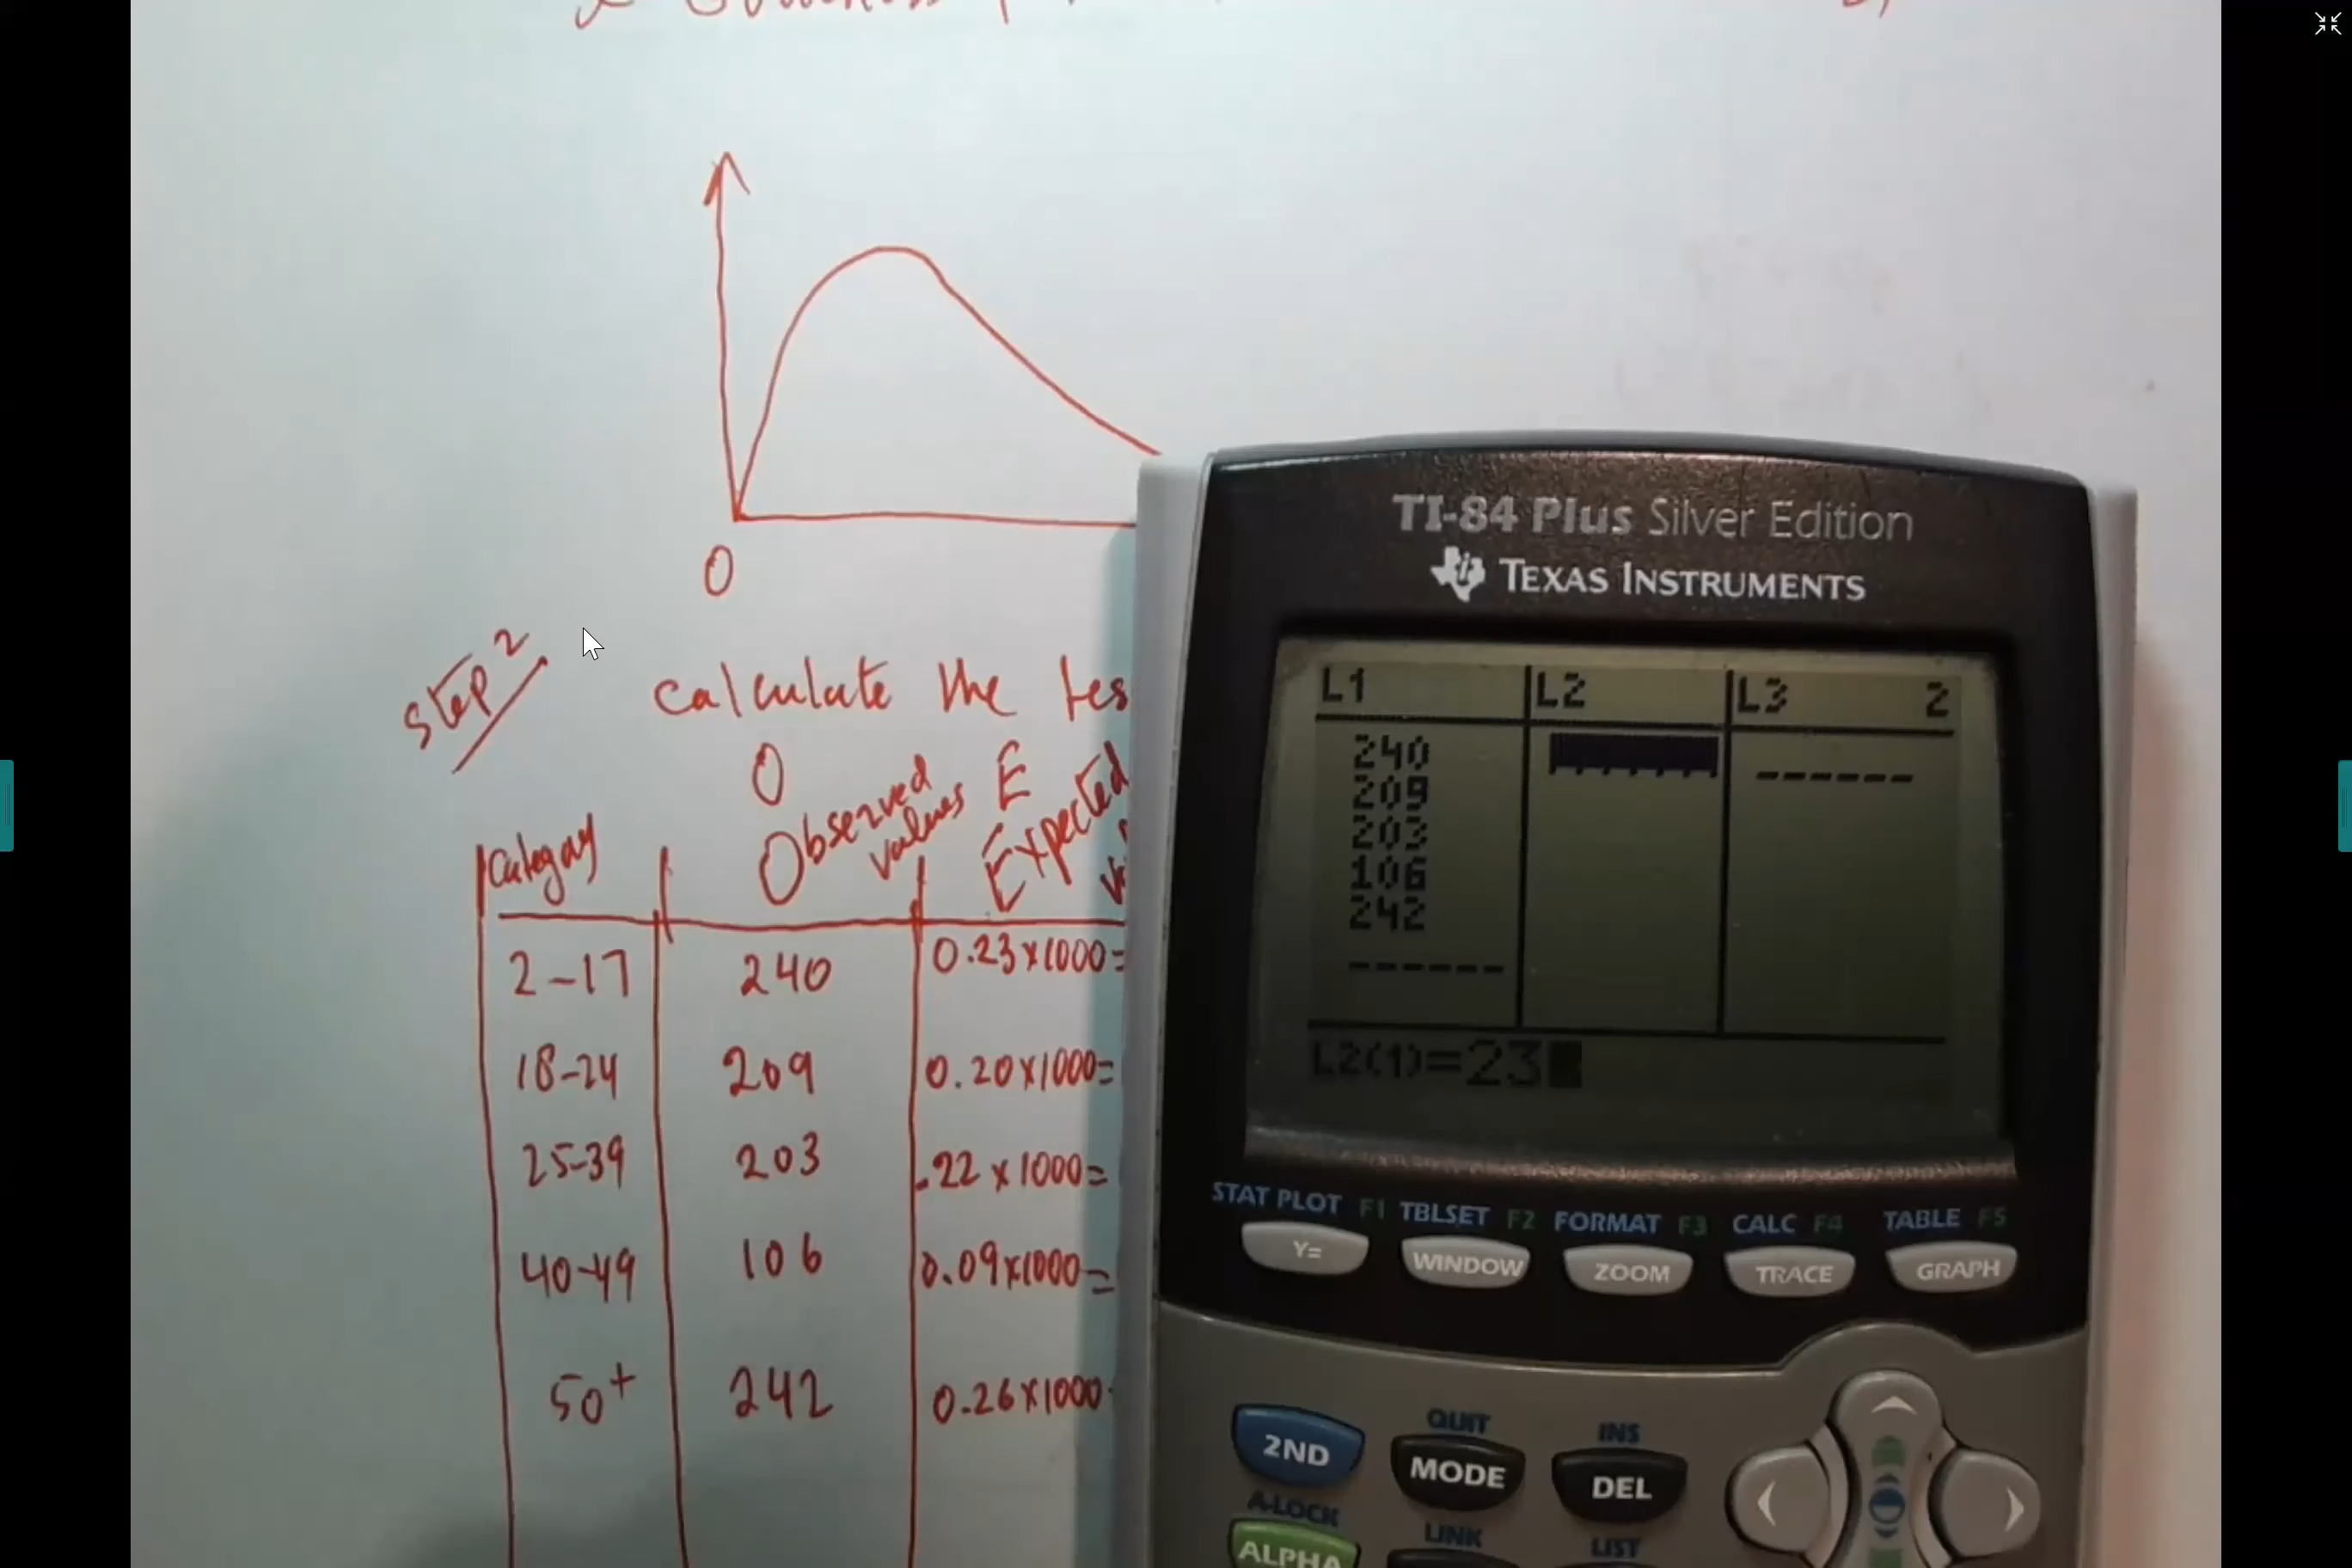 0
Step 2
calculate the tes
O E
Category Observed values Expected
2-17 240 0.23×1000=
18-24 209 0.20×1000=
25-39 203 .22×1000=
40-49 106 0.09×1000=
50+ 242 0.26×1000
TI-84 Plus Silver Edition
TEXAS INSTRUMENTS
L1 L2 L3 2
240
209
203
106
242
L2(1)=23
STAT PLOT F1 TBLSET F2 FORMAT F3 CALC F4 TABLE F5
Y= WINDOW ZOOM TRACE GRAPH
QUIT INS
2ND MODE DEL
A-LOCK LINK LIST
ALPHA